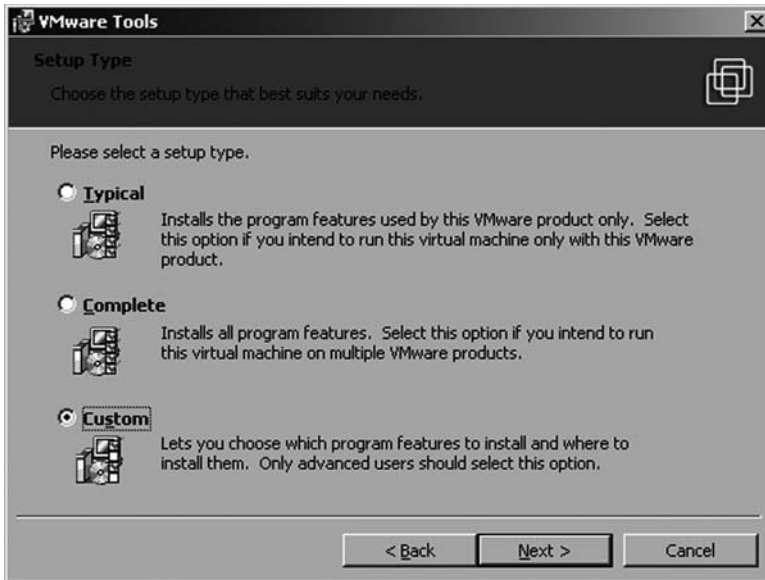 VMware Tools
Setup Type
Choose the setup type that best suits your needs.
Please select a setup type.
Typical
Installs the program features used by this VMware product only. Select
this option if you intend to run this virtual machine only with this VMware
product.
Complete
Installs all program features. Select this option if you intend to run
this virtual machine on multiple VMware products.
Custom
Lets you choose which program features to install and where to
install them. Only advanced users should select this option.
< Back Next > Cancel